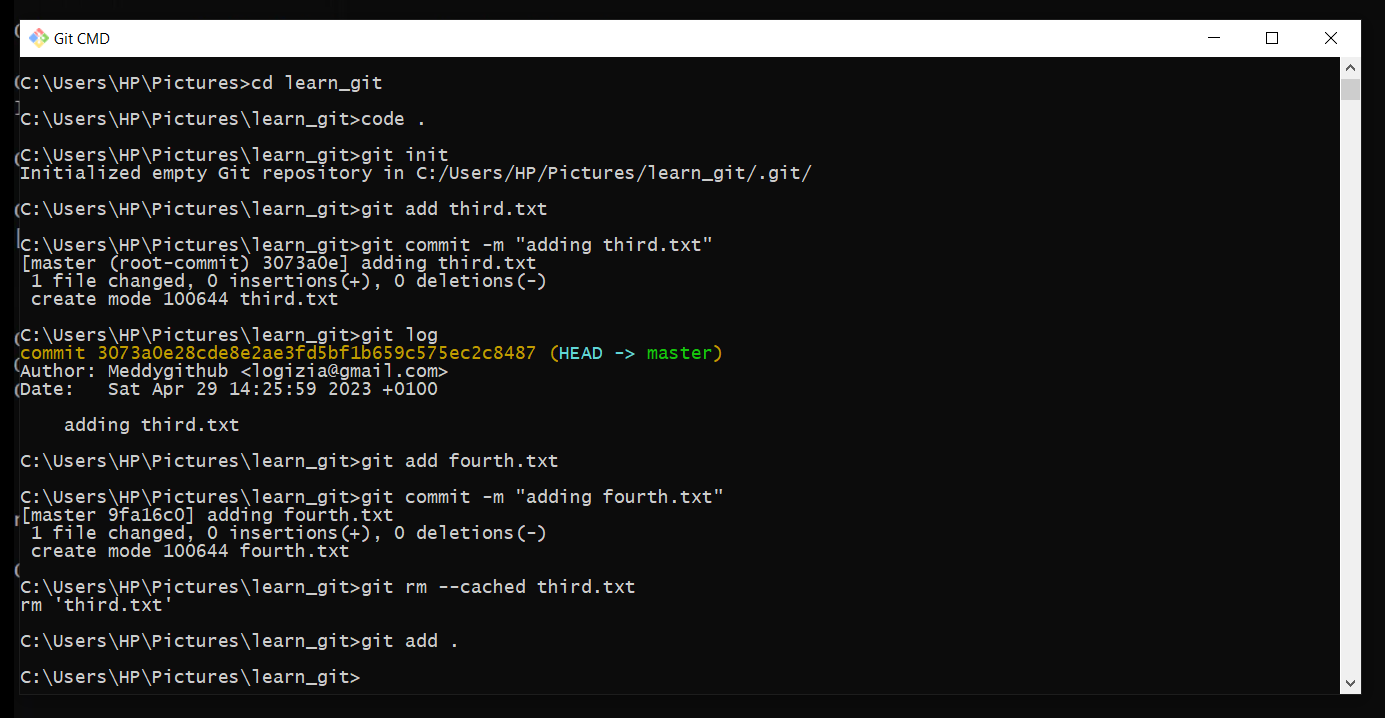 Git CMD
C:\Users\HP\Pictures>cd learn_git
C:\Users\HP\Pictures\learn_git>code .
C:\Users\HP\Pictures\learn_git>git init
Initialized empty Git repository in C:/Users/HP/Pictures/learn_git/.git/
C:\Users\HP\Pictures\learn_git>git add third.txt
C:\Users\HP\Pictures\learn_git>git commit -m "adding third.txt"
[master (root-commit) 3073a0e] adding third.txt
 1 file changed, 0 insertions(+), 0 deletions(-)
 create mode 100644 third.txt
C:\Users\HP\Pictures\learn_git>git log
commit 3073a0e28cde8e2ae3fd5bf1b659c575ec2c8487 (HEAD -> master)
Author: Meddygithub <logizia@gmail.com>
Date:   Sat Apr 29 14:25:59 2023 +0100
    adding third.txt
C:\Users\HP\Pictures\learn_git>git add fourth.txt
C:\Users\HP\Pictures\learn_git>git commit -m "adding fourth.txt"
[master 9fa16c0] adding fourth.txt
 1 file changed, 0 insertions(+), 0 deletions(-)
 create mode 100644 fourth.txt
C:\Users\HP\Pictures\learn_git>git rm --cached third.txt
rm 'third.txt'
C:\Users\HP\Pictures\learn_git>git add .
C:\Users\HP\Pictures\learn_git>